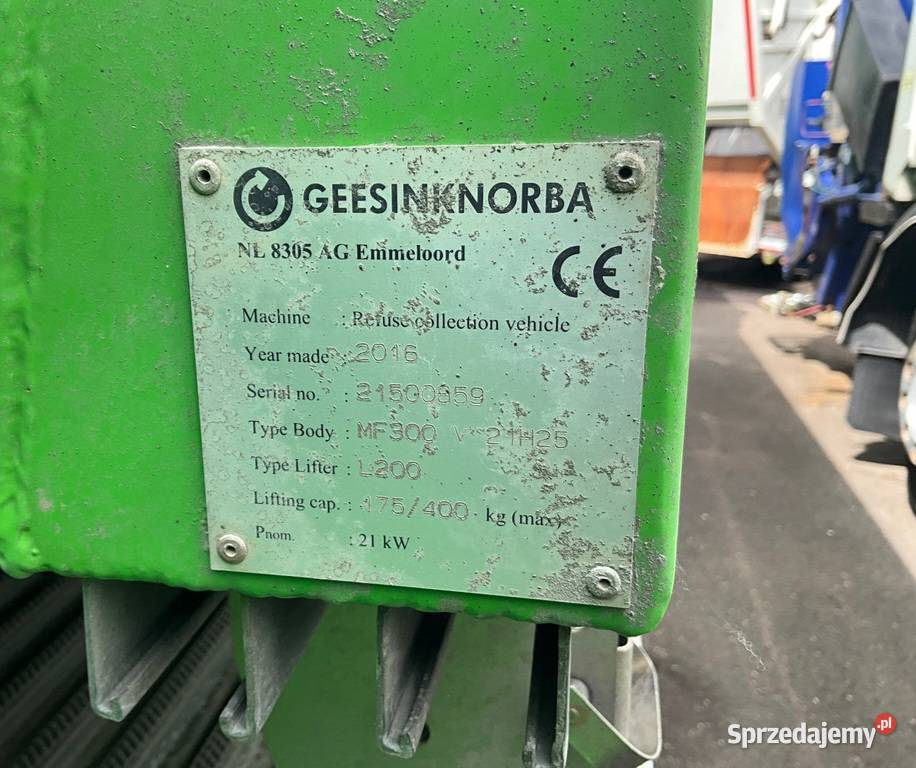 GEESINKNORBA
NL 8305 AG Emmeloord
CE
Machine : Refuse collection vehicle
Year made : 2016
Serial no. : 21500859
Type Body : MF300 V 21H25
Type Lifter : L200
Lifting cap. : 175/400 kg (max)
Pnom. : 21 kW
Sprzedajemy.pl